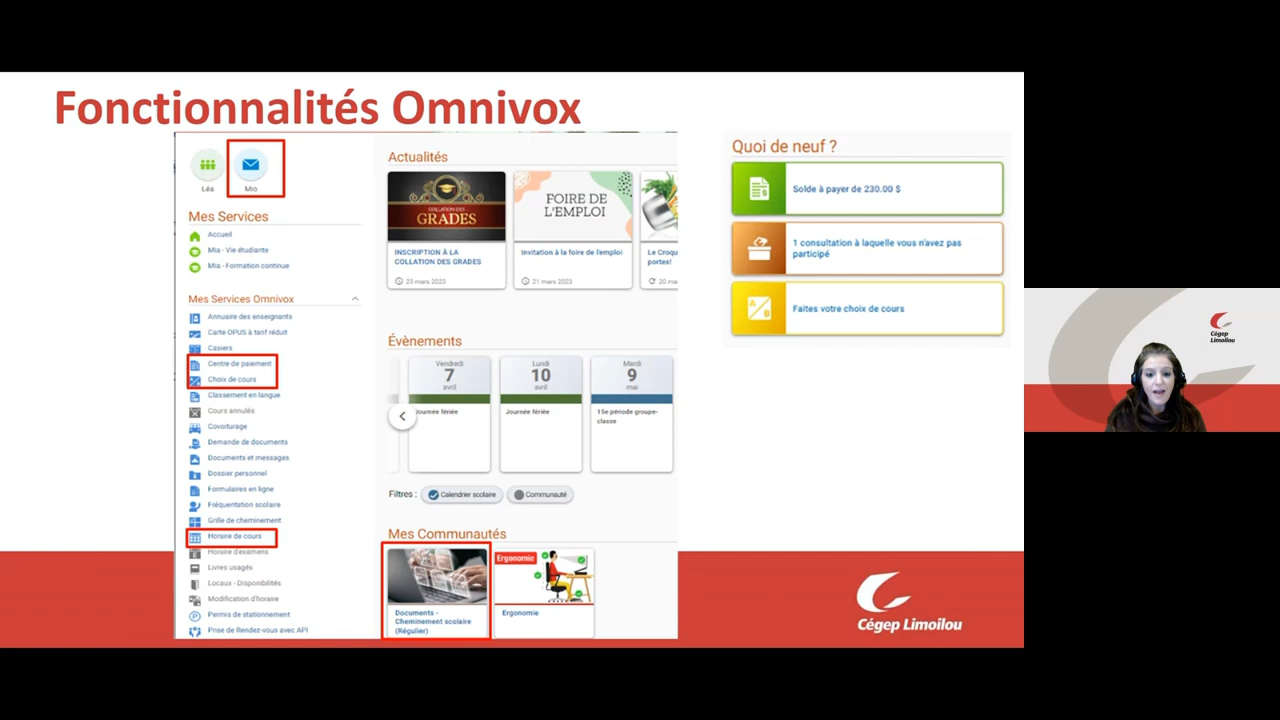 Fonctionnalités Omnivox
Léa
Mio
Mes Services
Accueil
Mia - Vie étudiante
Mia - Formation continue
Mes Services Omnivox
Annuaire des enseignants
Carte OPUS à tarif réduit
Casiers
Centre de paiement
Choix de cours
Classement en langue
Cours annulés
Covoiturage
Demande de documents
Documents et messages
Dossier personnel
Formulaires en ligne
Fréquentation scolaire
Grille de cheminement
Horaire de cours
Horaire d'examens
Livres usagés
Locaux - Disponibilités
Modification d'horaire
Permis de stationnement
Prise de Rendez-vous avec API
Actualités
COLLATION DES
GRADES
INSCRIPTION À LA
COLLATION DES GRADES
23 mars 2023
FOIRE DE
L'EMPLOI
Invitation à la foire de l'emploi
21 mars 2023
Le Croqu
portes!
20 ma
Évènements
Vendredi
7
avril
Journée fériée
Lundi
10
avril
Journée fériée
Mardi
9
mai
15e période groupe-
classe
Filtres :
Calendrier scolaire
Communauté
Mes Communautés
Documents -
Cheminement scolaire
(Régulier)
Ergonomie
Ergonomie
Quoi de neuf ?
Solde à payer de 230.00 $
1 consultation à laquelle vous n'avez pas
participé
A
B
Faites votre choix de cours
Cégep Limoilou
Cégep
Limoilou